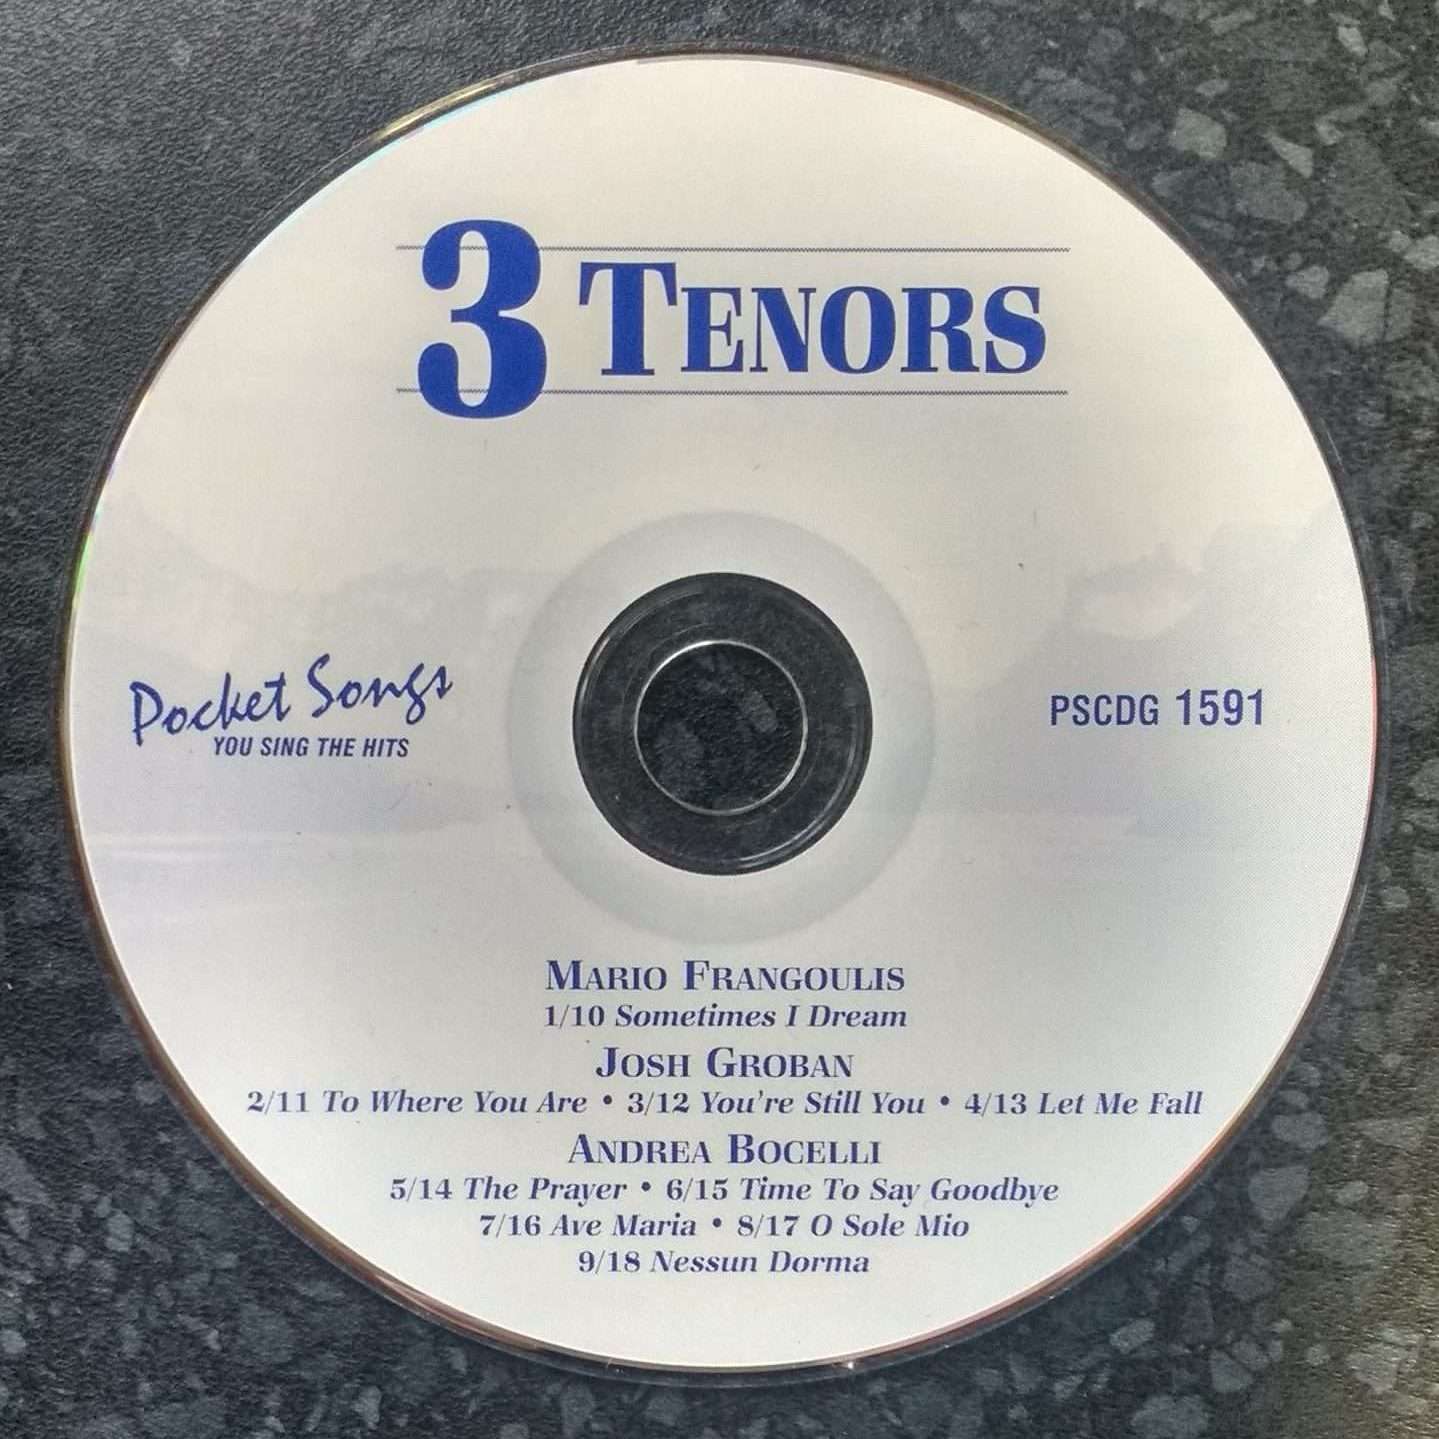 3 TENORS
Pocket Songs
YOU SING THE HITS
PSCDG 1591
MARIO FRANGOULIS
1/10 Sometimes I Dream
JOSH GROBAN
2/11 To Where You Are • 3/12 You're Still You • 4/13 Let Me Fall
ANDREA BOCELLI
5/14 The Prayer • 6/15 Time To Say Goodbye
7/16 Ave Maria • 8/17 O Sole Mio
9/18 Nessun Dorma